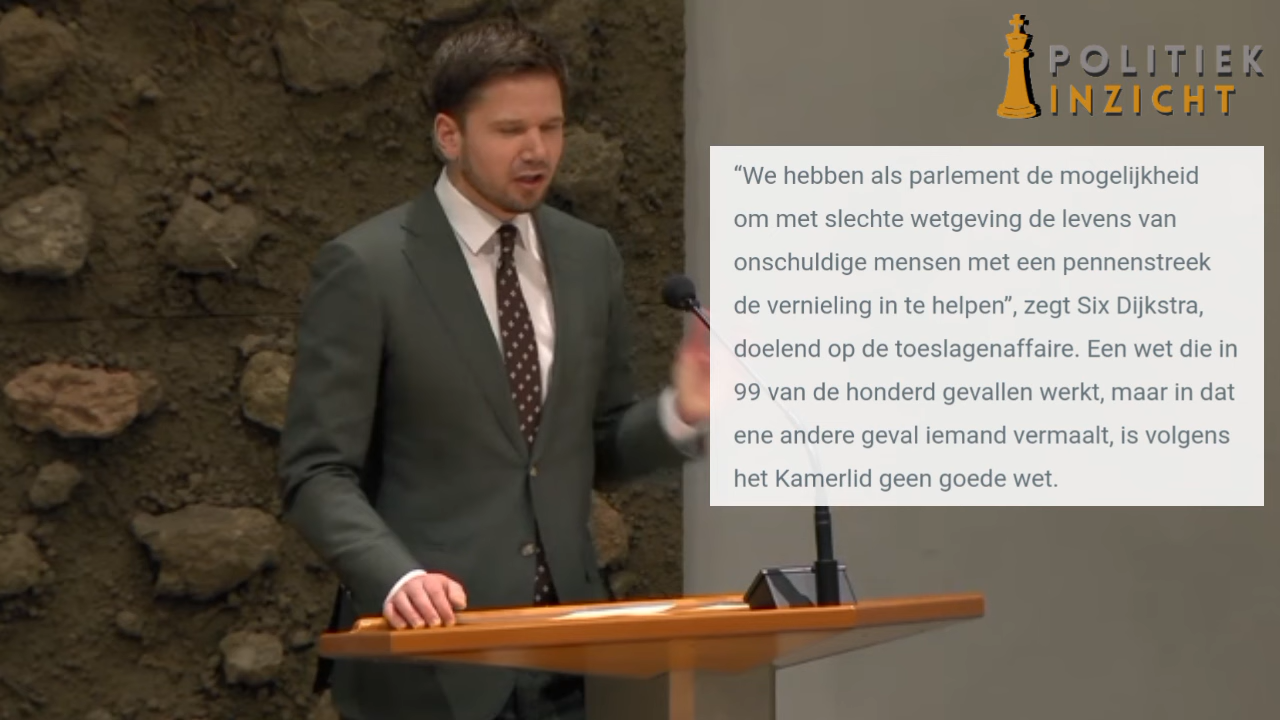 POLITIEK
INZICHT
“We hebben als parlement de mogelijkheid
om met slechte wetgeving de levens van
onschuldige mensen met een pennenstreek
de vernieling in te helpen”, zegt Six Dijkstra,
doelend op de toeslagenaffaire. Een wet die in
99 van de honderd gevallen werkt, maar in dat
ene andere geval iemand vermaalt, is volgens
het Kamerlid geen goede wet.